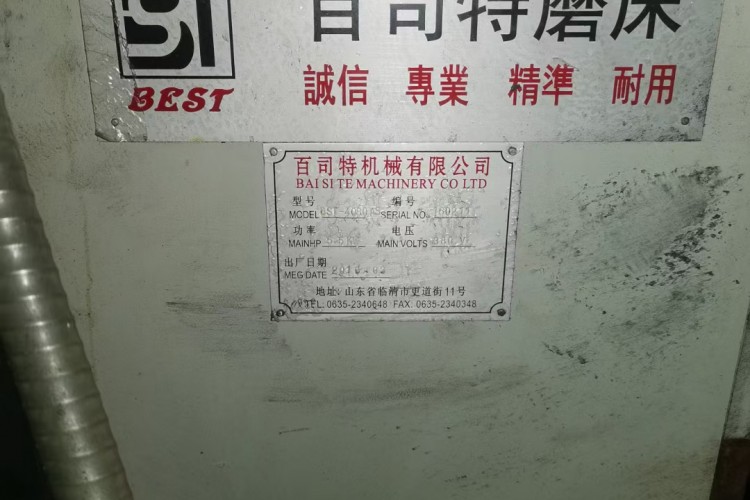 百司特磨床
BEST
誠信 專業 精準 耐用
百司特机械有限公司
BAI SI TE MACHINERY CO LTD
型号 编号
MODEL SERIAL NO.
功率 电压
MAINHP MAIN VOLTS
出厂日期
MEG DATE
地址: 山东省临清市更道街11号
TEL: 0635-2340648 FAX: 0635-2340348